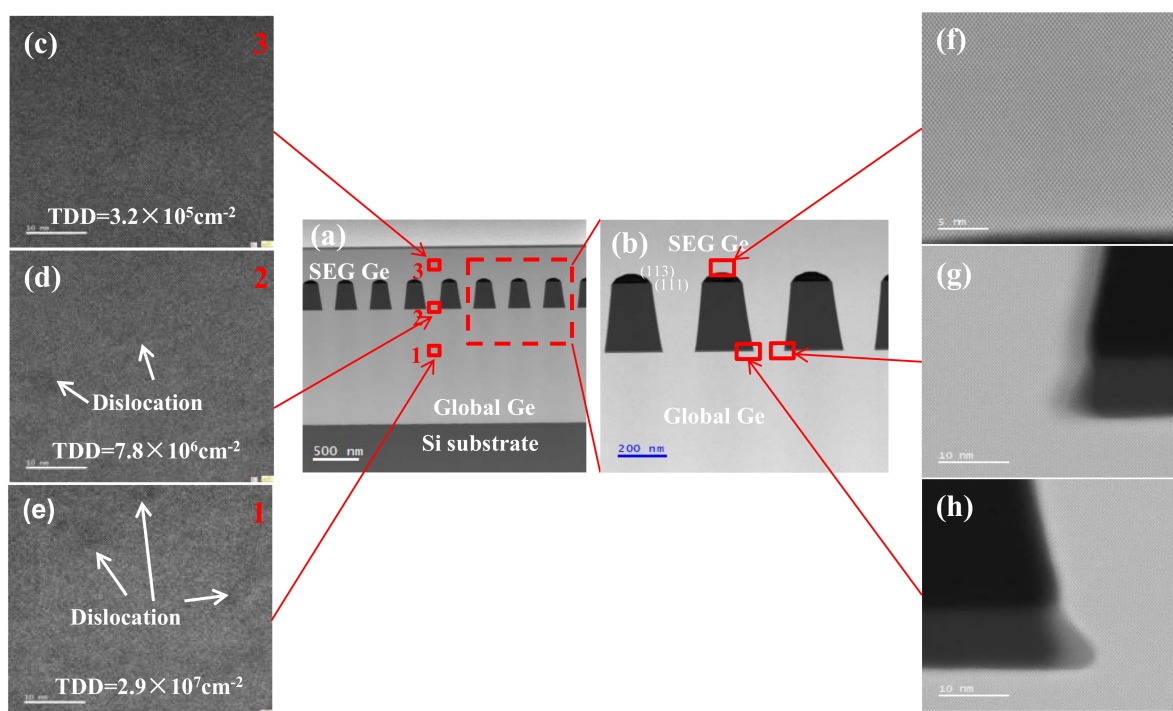 (c)
3
TDD=3.2×10⁵cm⁻²
10 nm
(d)
2
Dislocation
TDD=7.8×10⁶cm⁻²
10 nm
(e)
1
Dislocation
TDD=2.9×10⁷cm⁻²
10 nm
(a)
SEG Ge
3
2
1
Global Ge
Si substrate
500 nm
(b)
SEG Ge
(113)
(111)
Global Ge
200 nm
(f)
5 nm
(g)
10 nm
(h)
10 nm